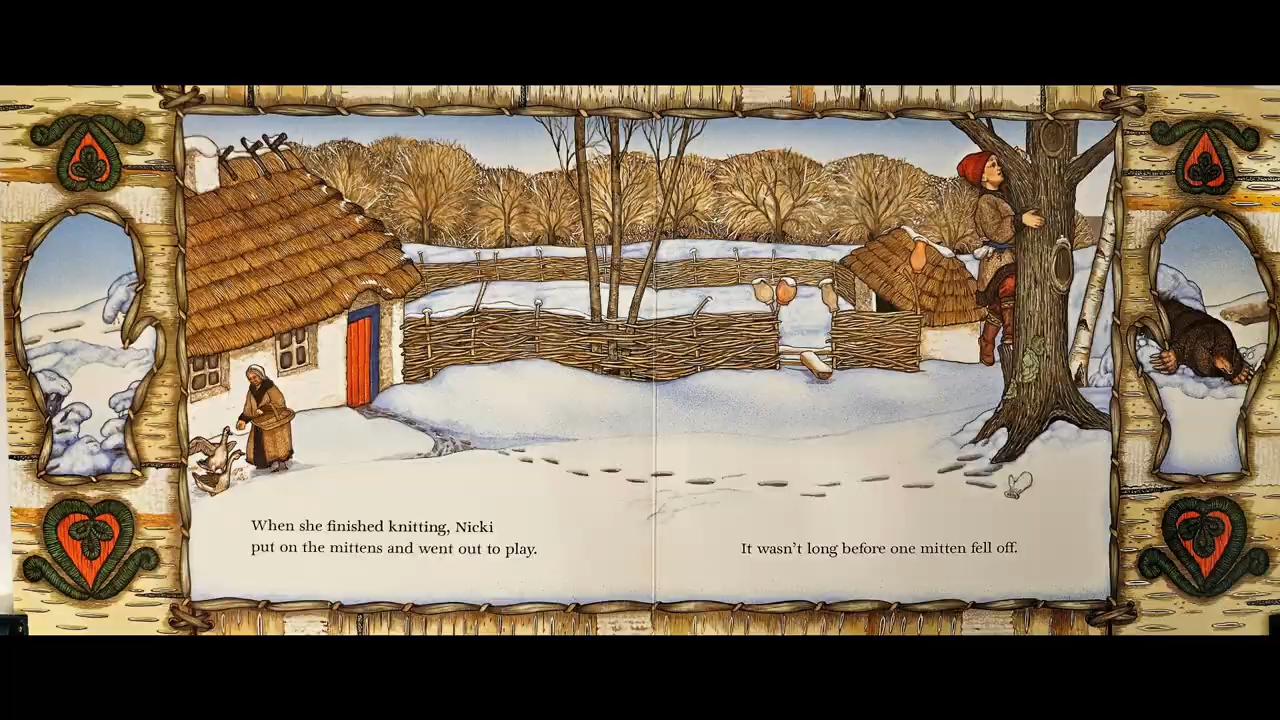 When she finished knitting, Nicki
put on the mittens and went out to play.
It wasn't long before one mitten fell off.